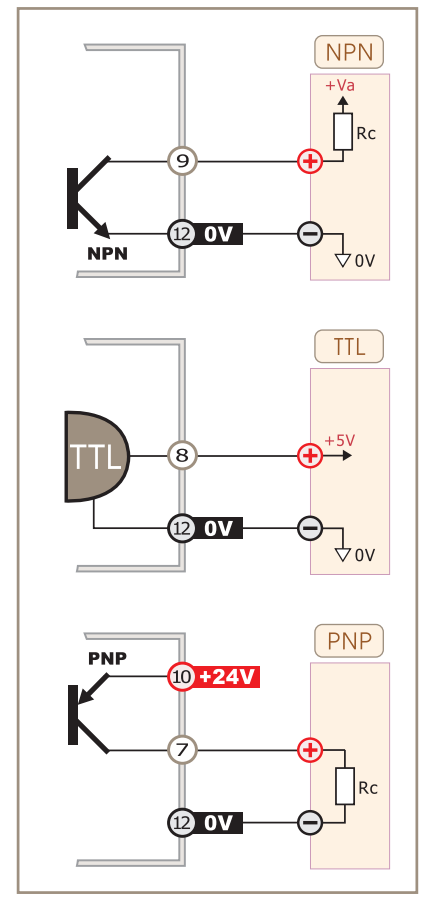 NPN
+Va
Rc
9
+
12 0V
−
NPN
0V
TTL
TTL
+5V
8
+
12 0V
−
0V
PNP
PNP
10 +24V
7
+
Rc
12 0V
−